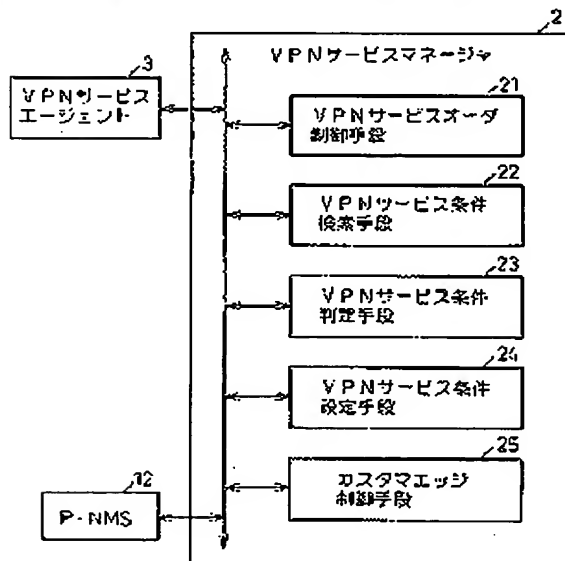 2
VPNサービスマネージャ
3
VPNサービス
エージェント
21
VPNサービスオーダ
制御手段
22
VPNサービス条件
検索手段
23
VPNサービス条件
判定手段
24
VPNサービス条件
設定手段
25
カスタマエッジ
制御手段
12
P-NMS